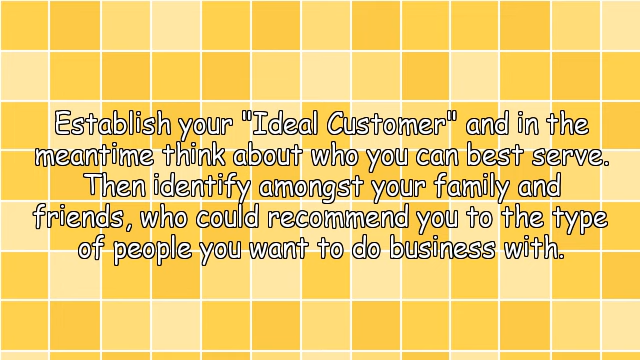 Establish your "Ideal Customer" and in the
meantime think about who you can best serve.
Then identify amongst your family and
friends, who could recommend you to the type
of people you want to do business with.